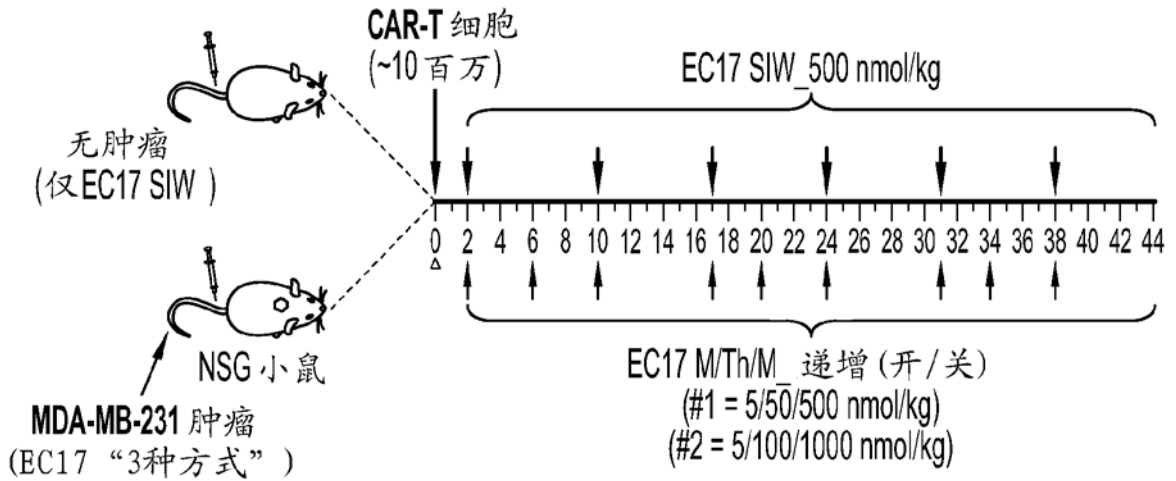 CAR-T 细胞
(~10 百万)
EC17 SIW_500 nmol/kg
无肿瘤
(仅EC17 SIW )
0 2 4 6 8 10 12 14 16 18 20 22 24 26 28 30 32 34 36 38 40 42 44
NSG 小鼠
MDA-MB-231 肿瘤
(EC17 “3种方式” )
EC17 M/Th/M_ 递增 (开/关)
(#1 = 5/50/500 nmol/kg)
(#2 = 5/100/1000 nmol/kg)